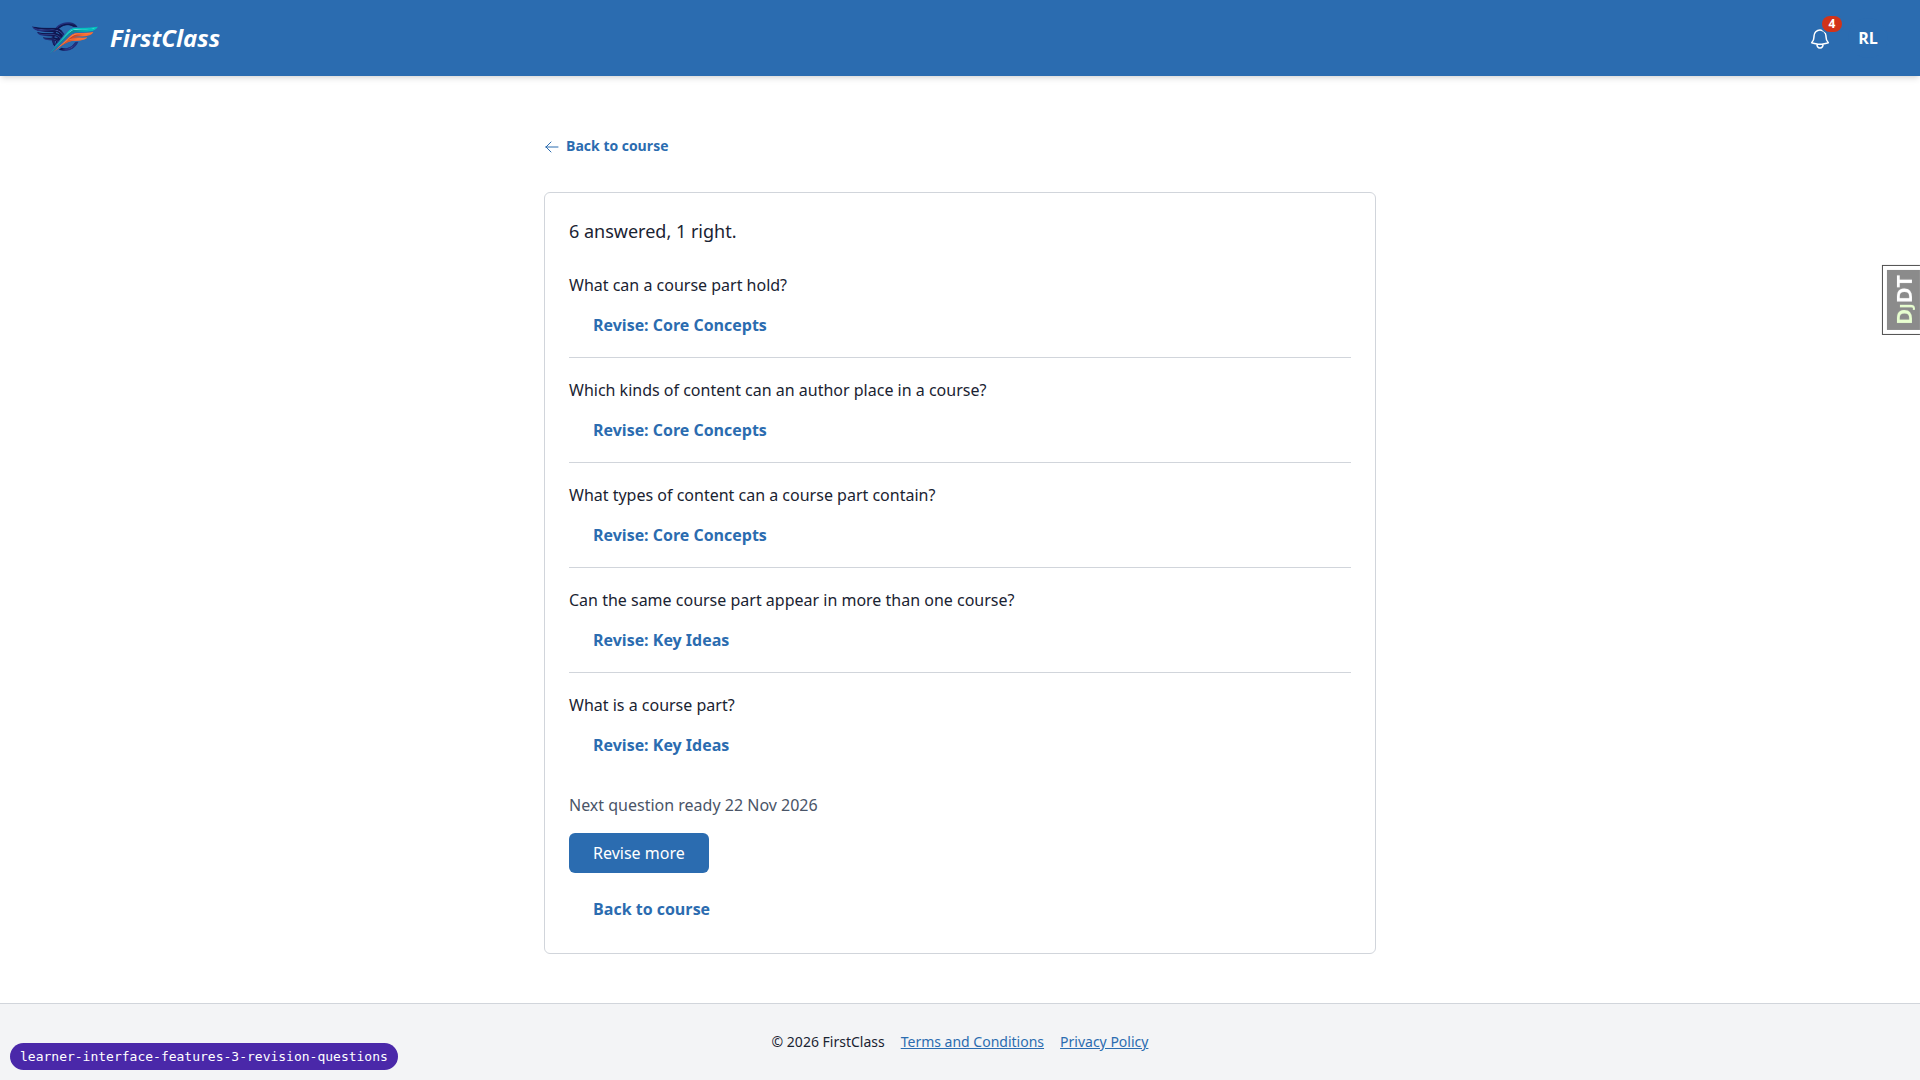 FirstClass
4
RL
Back to course
6 answered, 1 right.
What can a course part hold?
Revise: Core Concepts
Which kinds of content can an author place in a course?
Revise: Core Concepts
What types of content can a course part contain?
Revise: Core Concepts
Can the same course part appear in more than one course?
Revise: Key Ideas
What is a course part?
Revise: Key Ideas
Next question ready 22 Nov 2026
Revise more
Back to course
DJDT
© 2026 FirstClass Terms and Conditions Privacy Policy
learner-interface-features-3-revision-questions